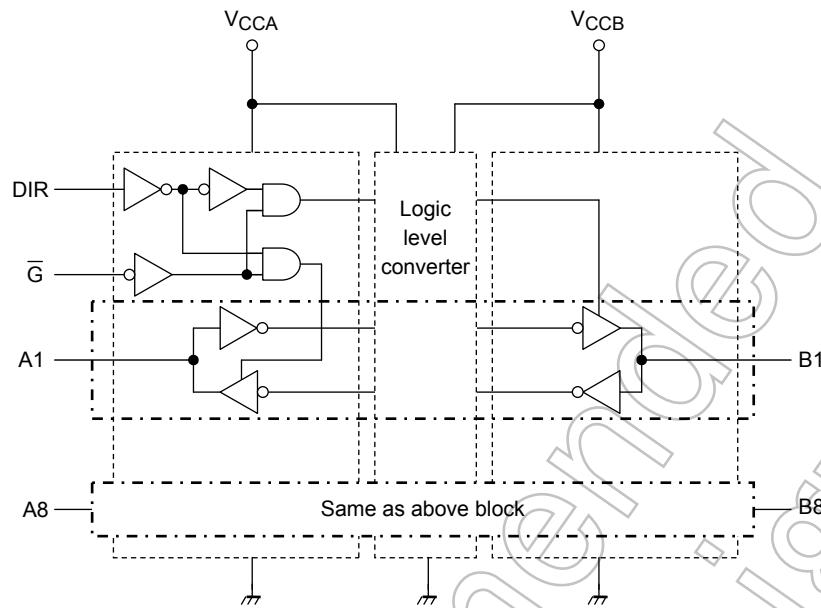 VCCA
VCCB
DIR
Logic
level
converter
G̅
A1
B1
A8
Same as above block
B8